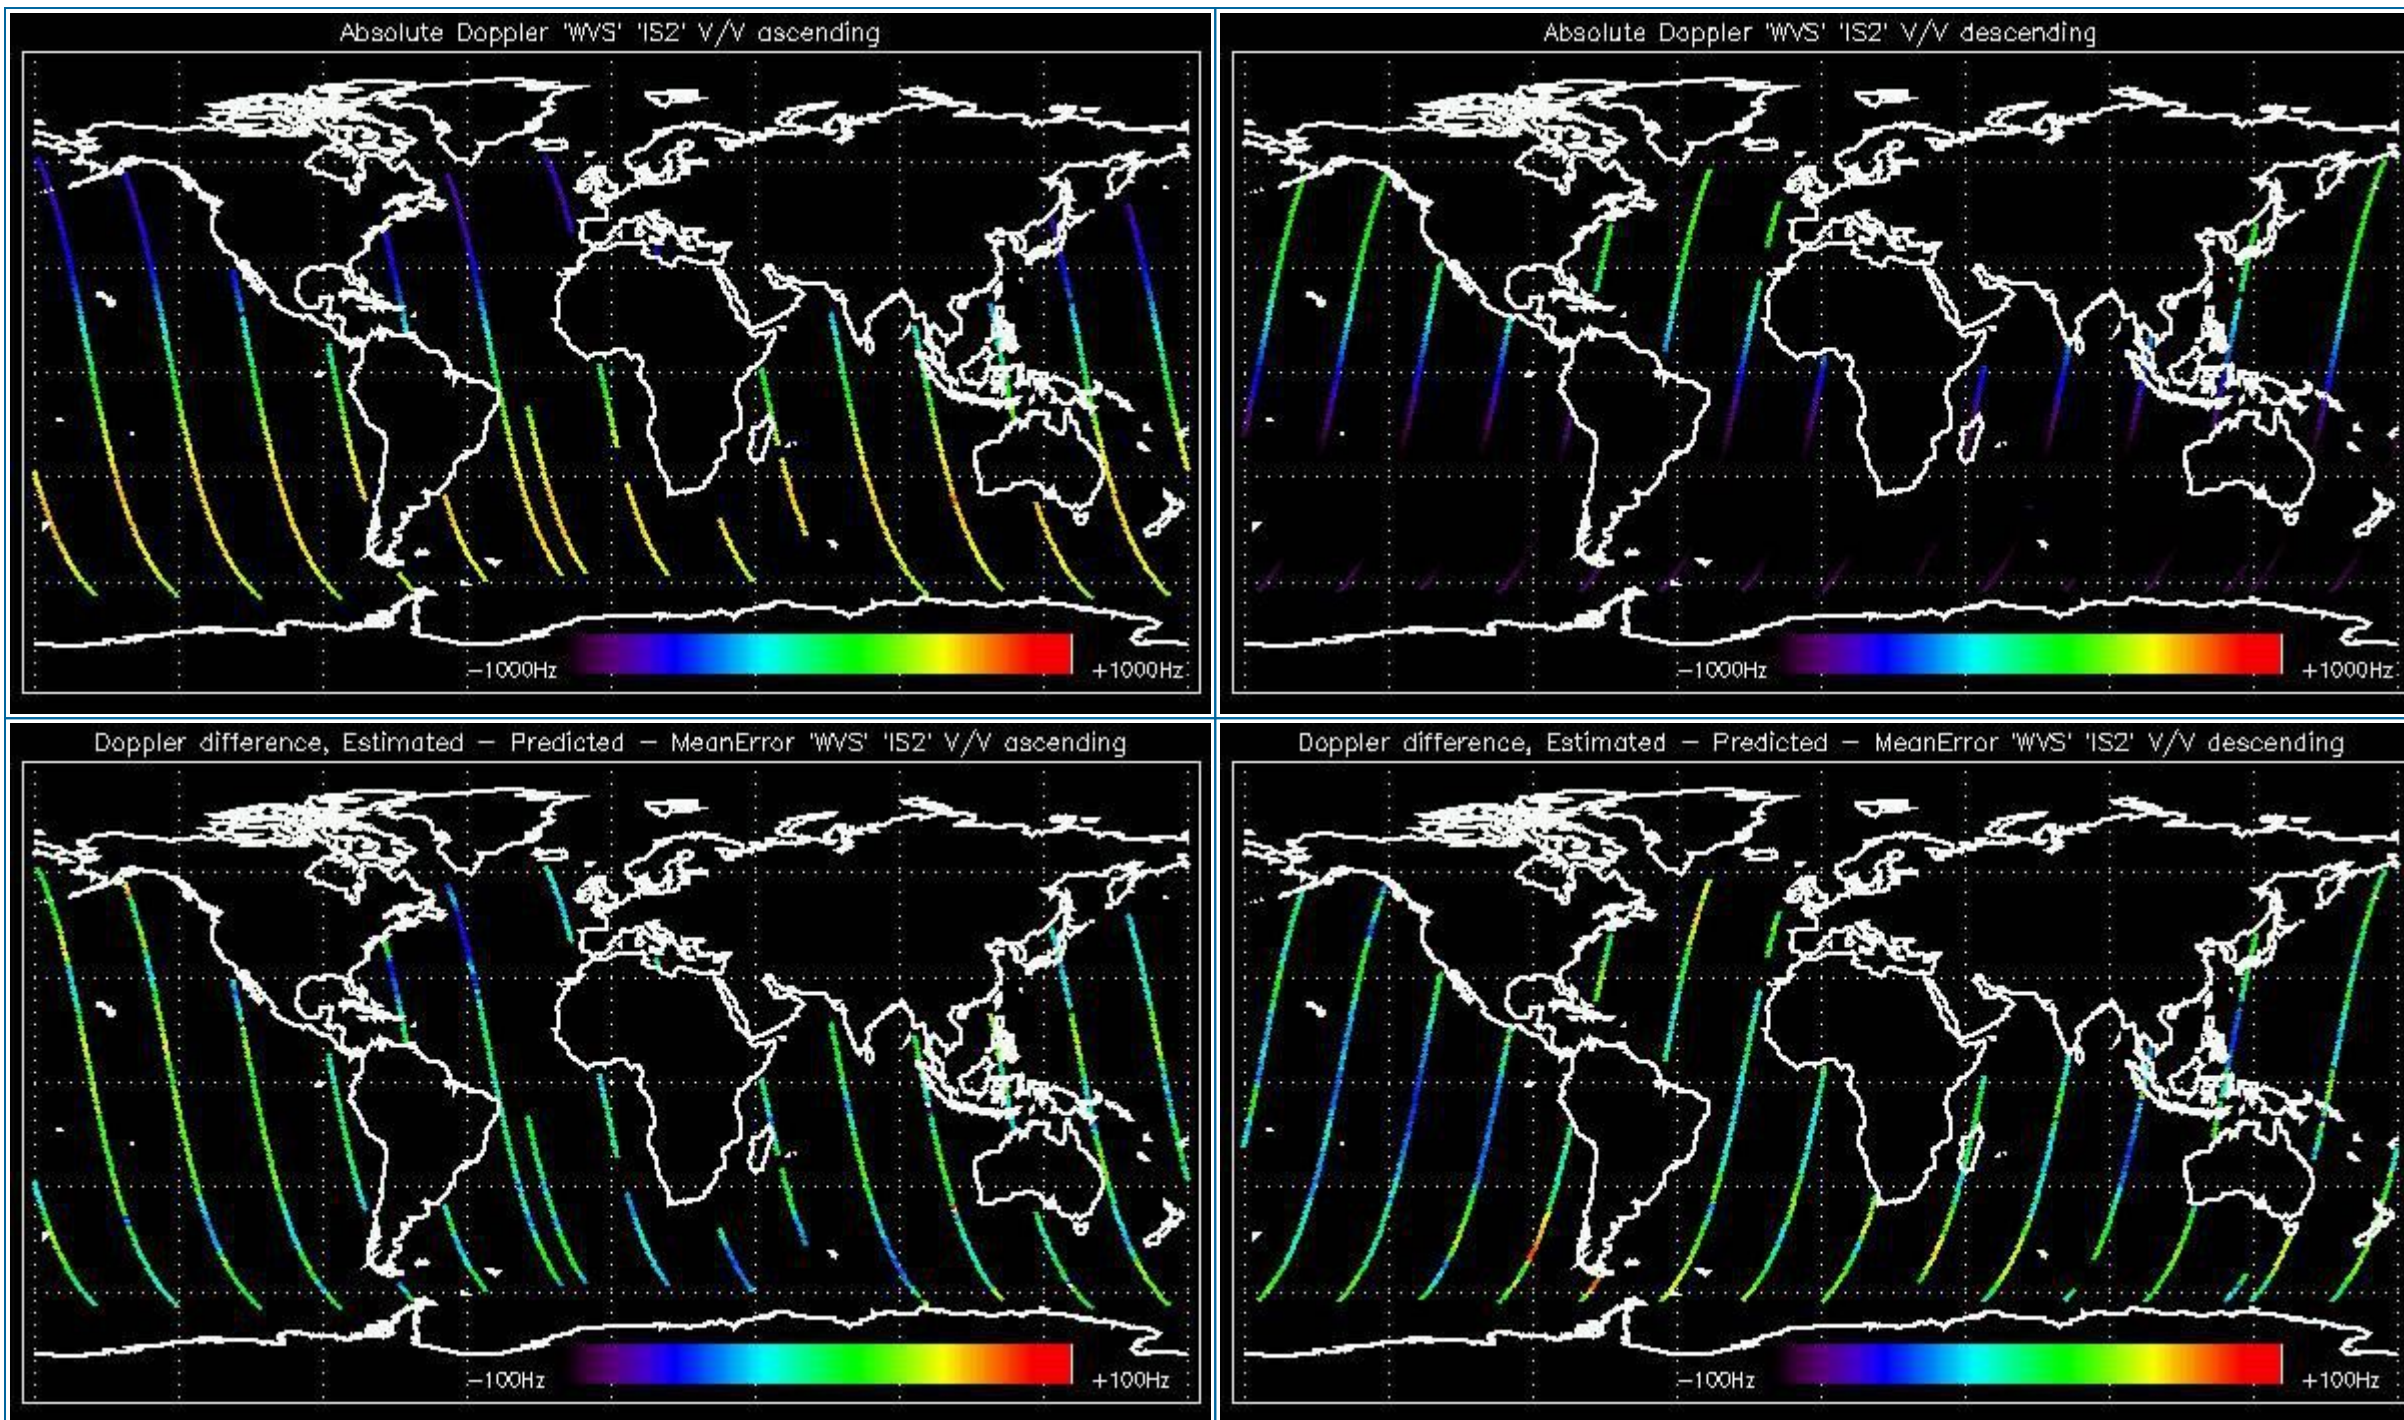 Absolute Doppler 'WVS' 'IS2' V/V ascending
-1000Hz
+1000Hz
Absolute Doppler 'WVS' 'IS2' V/V descending
-1000Hz
+1000Hz
Doppler difference, Estimated - Predicted - MeanError 'WVS' 'IS2' V/V ascending
-100Hz
+100Hz
Doppler difference, Estimated - Predicted - MeanError 'WVS' 'IS2' V/V descending
-100Hz
+100Hz